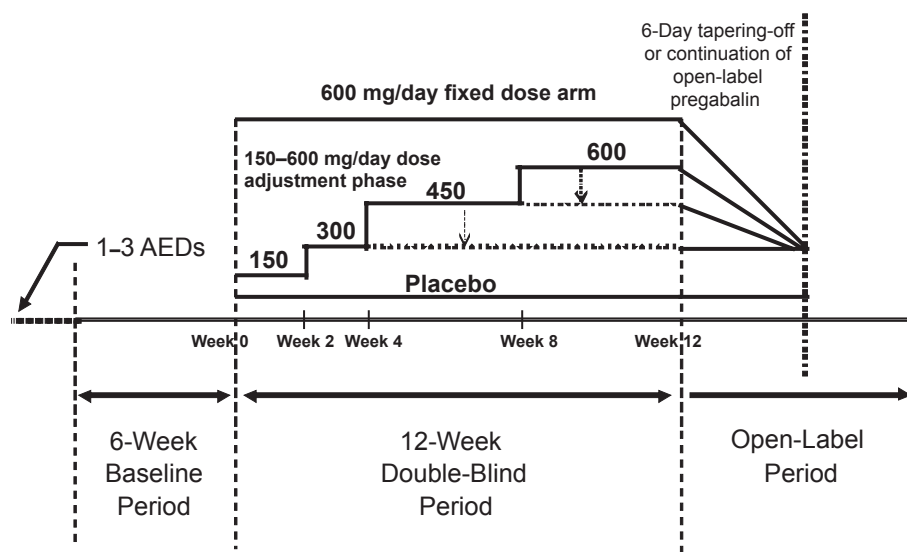 6-Day tapering-off
or continuation of
open-label
pregabalin
600 mg/day fixed dose arm
150–600 mg/day dose
adjustment phase
600
450
300
150
1–3 AEDs
Placebo
Week 0
Week 2
Week 4
Week 8
Week 12
6-Week
Baseline
Period
12-Week
Double-Blind
Period
Open-Label
Period